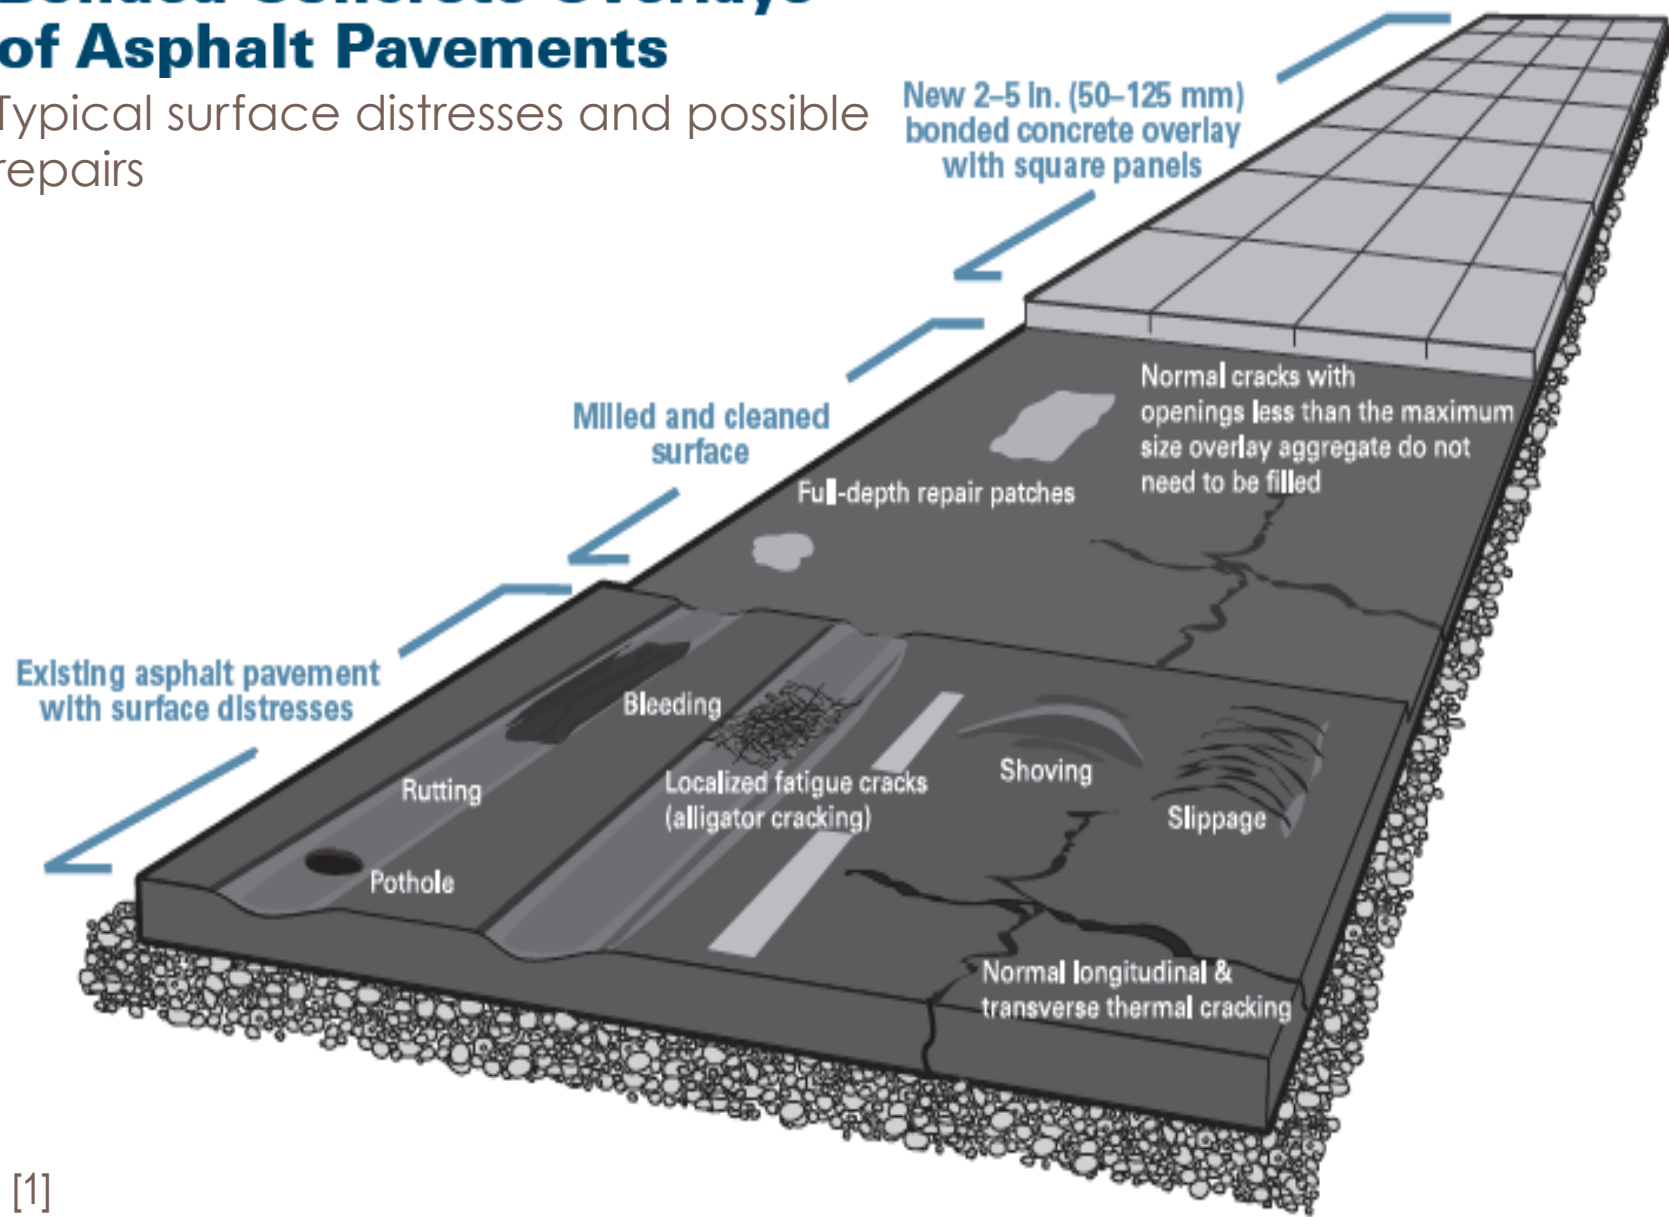 Bonded Concrete Overlays
of Asphalt Pavements
Typical surface distresses and possible
repairs
New 2–5 in. (50–125 mm)
bonded concrete overlay
with square panels
Milled and cleaned
surface
Normal cracks with
openings less than the maximum
size overlay aggregate do not
need to be filled
Full-depth repair patches
Existing asphalt pavement
with surface distresses
Bleeding
Rutting
Localized fatigue cracks
(alligator cracking)
Shoving
Slippage
Pothole
Normal longitudinal &
transverse thermal cracking
[1]